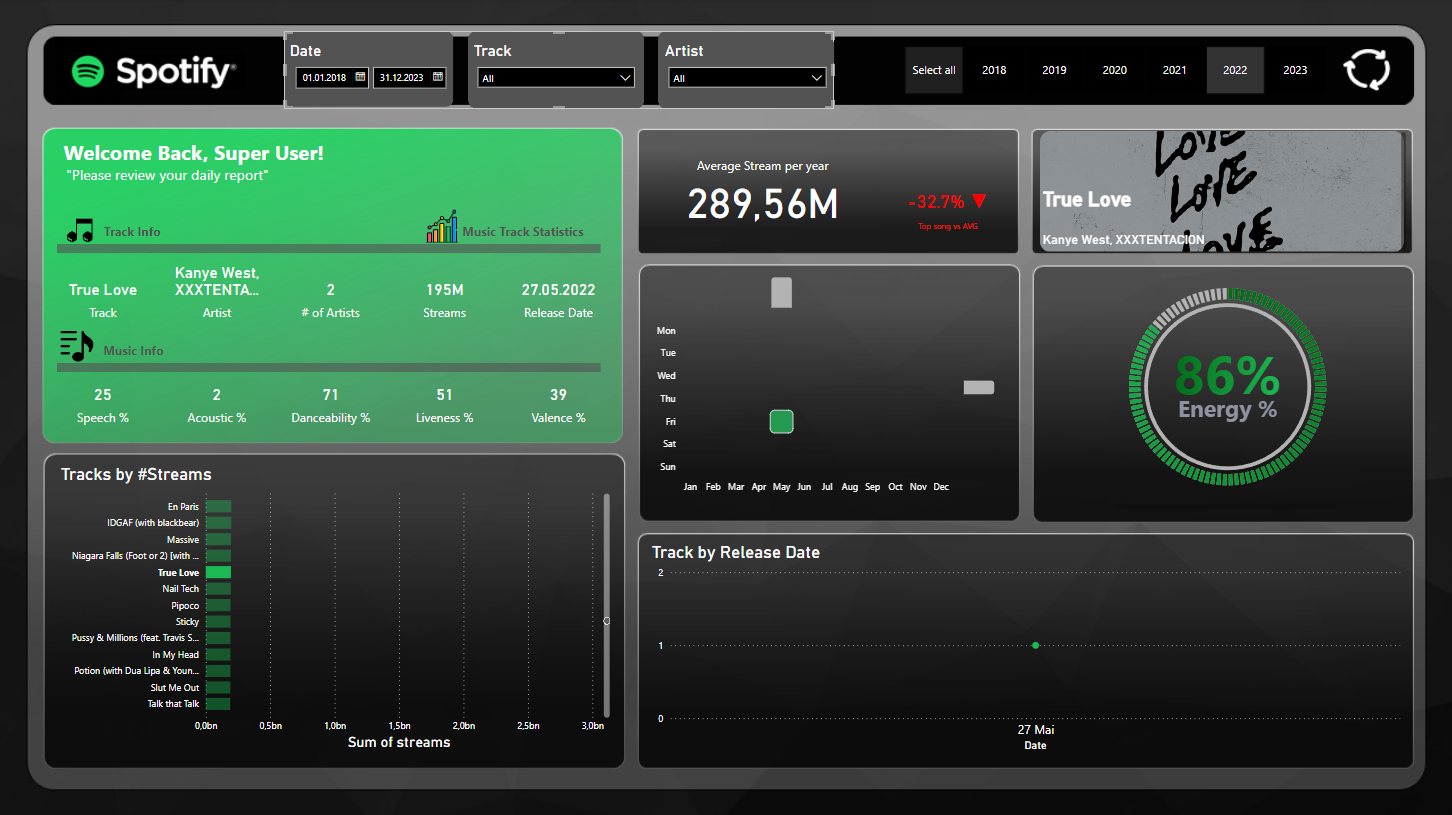 Spotify®
Date
01.01.2018
31.12.2023
Track
All
Artist
All
Select all
2018
2019
2020
2021
2022
2023
Welcome Back, Super User!
"Please review your daily report"
Track Info
Music Track Statistics
True Love
Track
Kanye West,
XXXTENTA...
Artist
2
# of Artists
195M
Streams
27.05.2022
Release Date
Music Info
25
Speech %
2
Acoustic %
71
Danceability %
51
Liveness %
39
Valence %
Average Stream per year
289,56M
-32.7%
Top song vs AVG
LOVE
LOVE
LOVE
True Love
Kanye West, XXXTENTACION
Mon
Tue
Wed
Thu
Fri
Sat
Sun
Jan Feb Mar Apr May Jun Jul Aug Sep Oct Nov Dec
86%
Energy %
Tracks by #Streams
En Paris
IDGAF (with blackbear)
Massive
Niagara Falls (Foot or 2) [with ...
True Love
Nail Tech
Pipoco
Sticky
Pussy & Millions (feat. Travis S...
In My Head
Potion (with Dua Lipa & Youn...
Slut Me Out
Talk that Talk
0,0bn 0,5bn 1,0bn 1,5bn 2,0bn 2,5bn 3,0bn
Sum of streams
Track by Release Date
2
1
0
27 Mai
Date